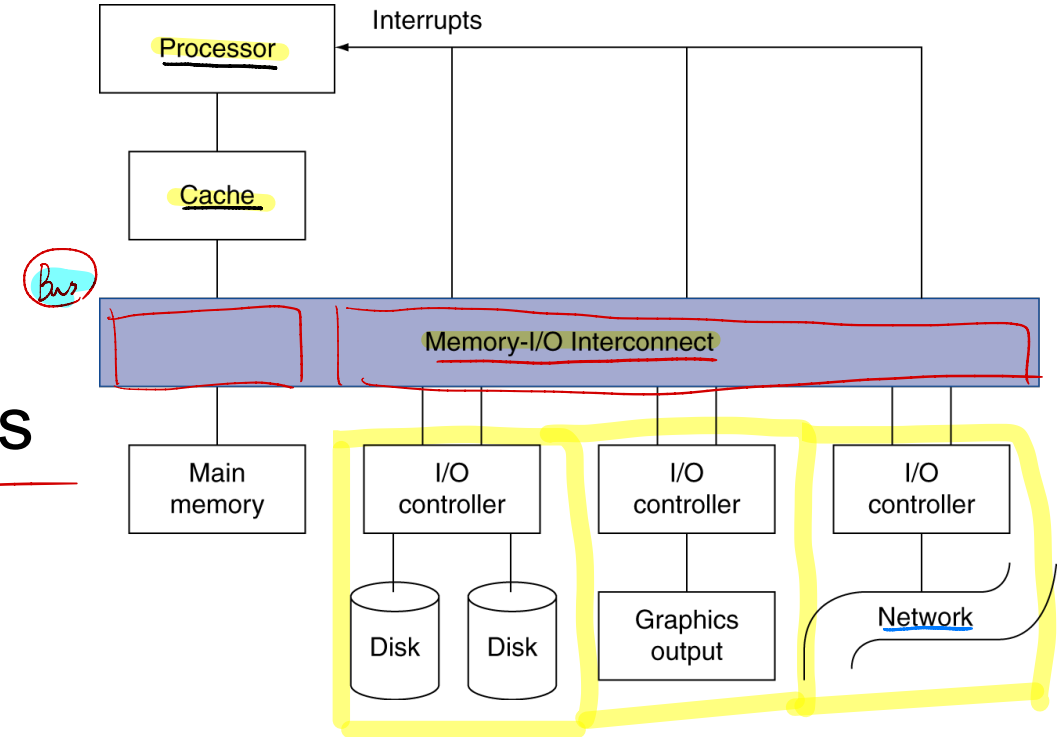 Interrupts
Processor
Cache
Bus
Memory-I/O Interconnect
s
Main
memory
I/O
controller
I/O
controller
I/O
controller
Disk
Disk
Graphics
output
Network